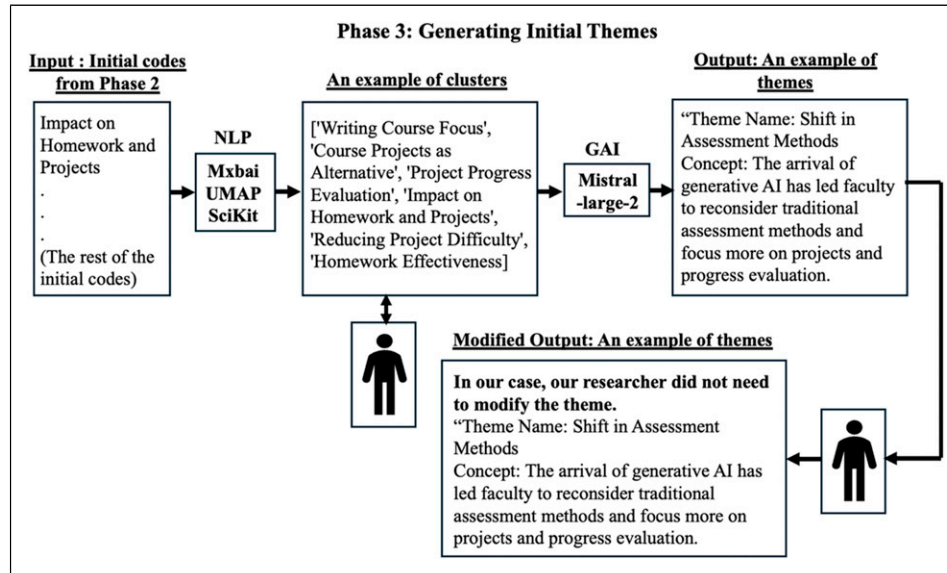 Phase 3: Generating Initial Themes
Input : Initial codes
from Phase 2
Impact on
Homework and
Projects
.
.
.
(The rest of the
initial codes)
NLP
Mxbai
UMAP
SciKit
An example of clusters
['Writing Course Focus',
'Course Projects as
Alternative', 'Project Progress
Evaluation', 'Impact on
Homework and Projects',
'Reducing Project Difficulty',
'Homework Effectiveness]
GAI
Mistral
-large-2
Output: An example of
themes
“Theme Name: Shift in
Assessment Methods
Concept: The arrival of
generative AI has led faculty
to reconsider traditional
assessment methods and
focus more on projects and
progress evaluation.
Modified Output: An example of themes
In our case, our researcher did not need
to modify the theme.
“Theme Name: Shift in Assessment
Methods
Concept: The arrival of generative AI has
led faculty to reconsider traditional
assessment methods and focus more on
projects and progress evaluation.